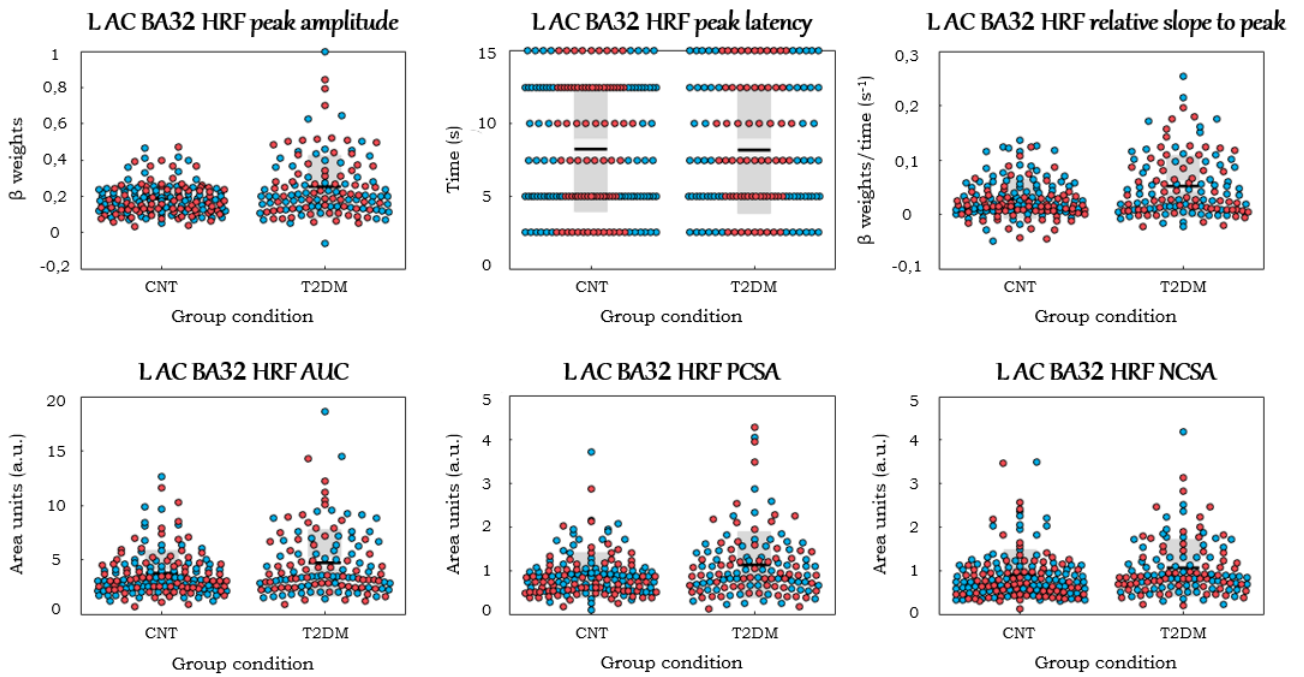 L AC BA32 HRF peak amplitude
β weights
1
0,8
0,6
0,4
0,2
0
-0,2
CNT
T2DM
Group condition
L AC BA32 HRF peak latency
Time (s)
15
10
5
0
CNT
T2DM
Group condition
L AC BA32 HRF relative slope to peak
β weights/time (s⁻¹)
0,3
0,2
0,1
0
-0,1
CNT
T2DM
Group condition
L AC BA32 HRF AUC
Area units (a.u.)
20
15
10
5
0
CNT
T2DM
Group condition
L AC BA32 HRF PCSA
Area units (a.u.)
5
4
3
2
1
0
CNT
T2DM
Group condition
L AC BA32 HRF NCSA
Area units (a.u.)
5
4
3
2
1
0
CNT
T2DM
Group condition